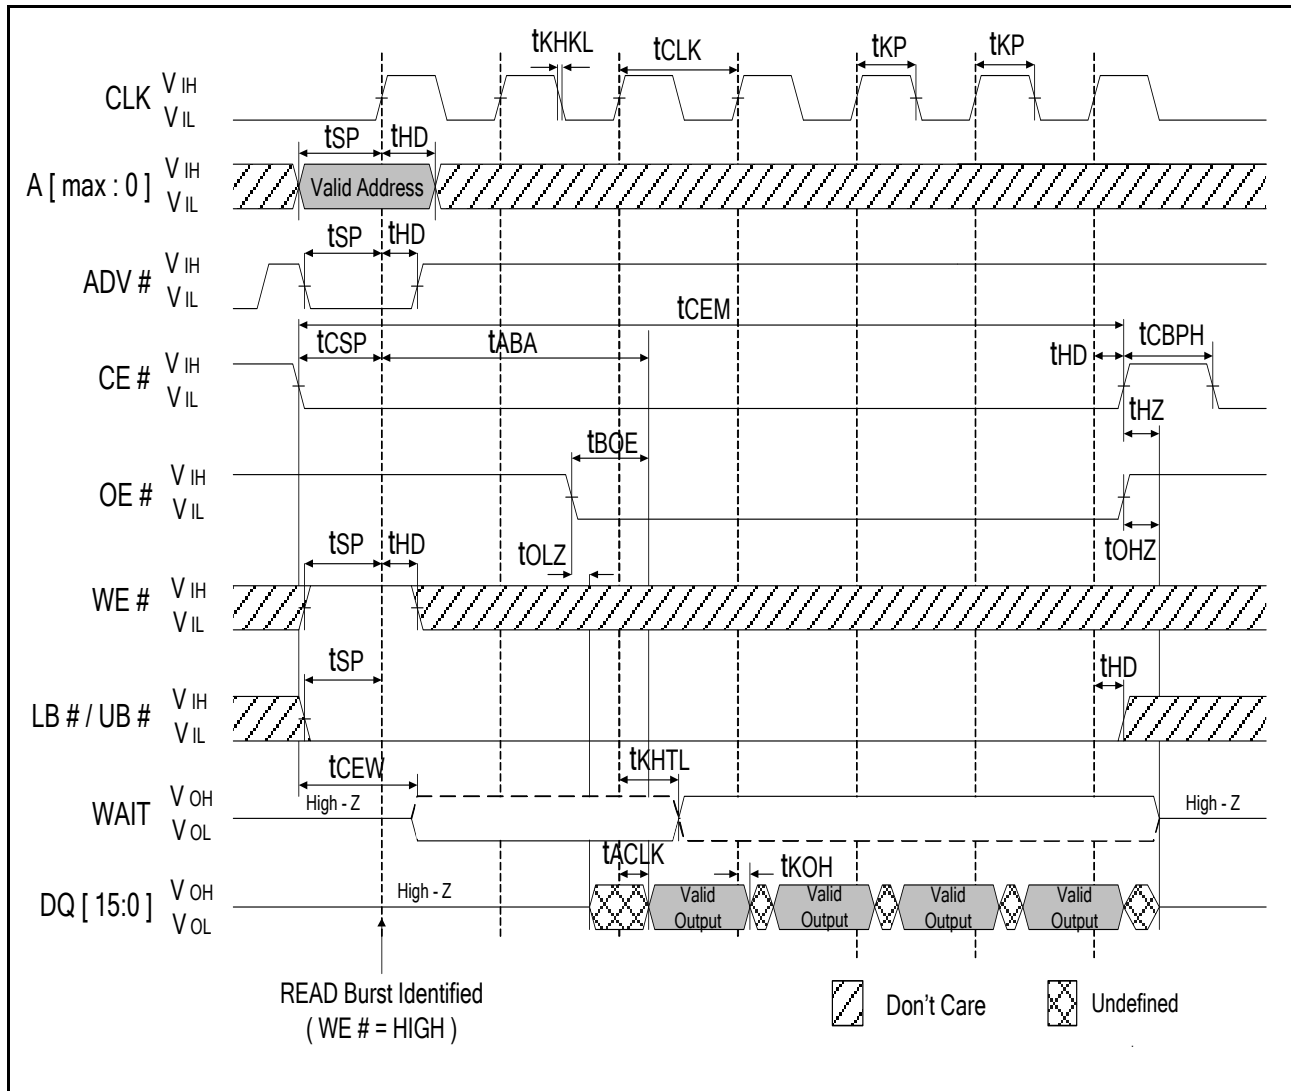 tKHKL tCLK tKP tKP
CLK V IH
V IL
tSP tHD
A [ max : 0 ] V IH
V IL
Valid Address
tSP tHD
ADV # V IH
V IL
tCEM
tCSP tABA tHD tCBPH
CE # V IH
V IL
tHZ
tBOE
OE # V IH
V IL
tSP tHD tOLZ tOHZ
WE # V IH
V IL
tSP tHD
LB # / UB # V IH
V IL
tCEW tKHTL
WAIT V OH
V OL
High - Z High - Z
tACLK tKOH
DQ [ 15:0 ] V OH
V OL
High - Z
Valid Output
Valid Output
Valid Output
Valid Output
READ Burst Identified
( WE # = HIGH )
Don't Care Undefined